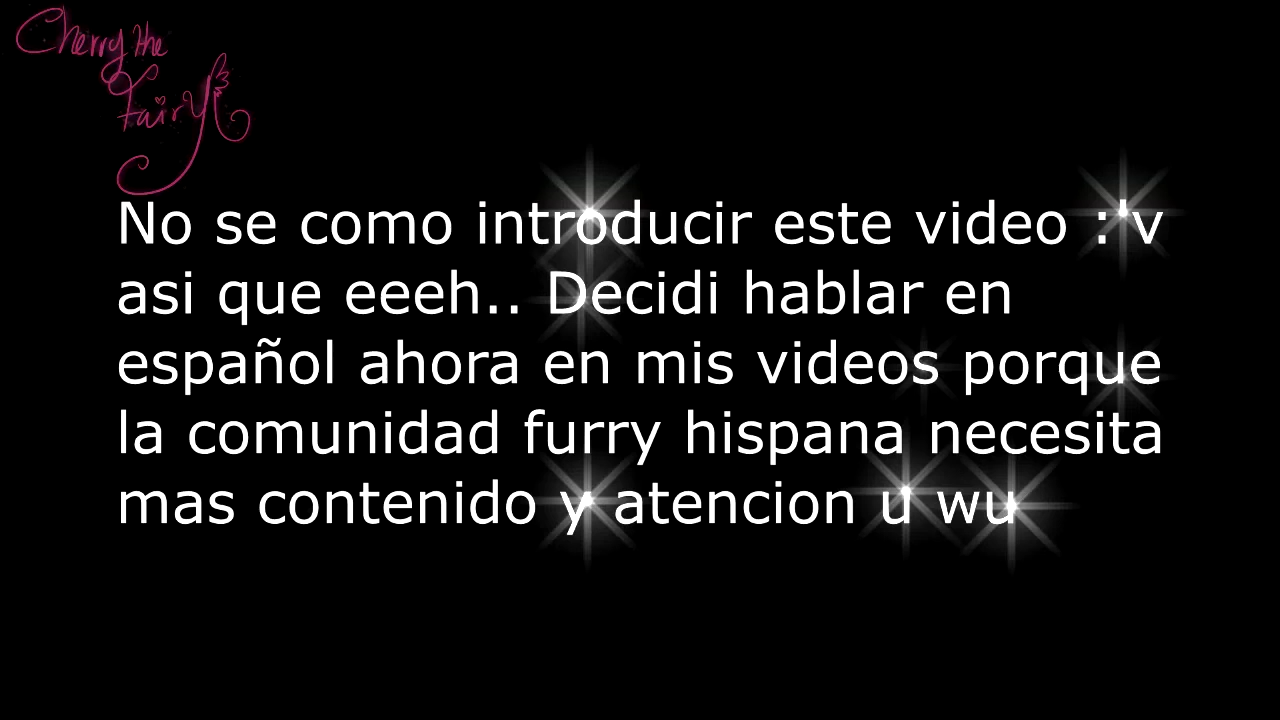 Cherry the
Fairy
No se como introducir este video :'v
asi que eeeh.. Decidi hablar en
español ahora en mis videos porque
la comunidad furry hispana necesita
mas contenido y atencion u wu